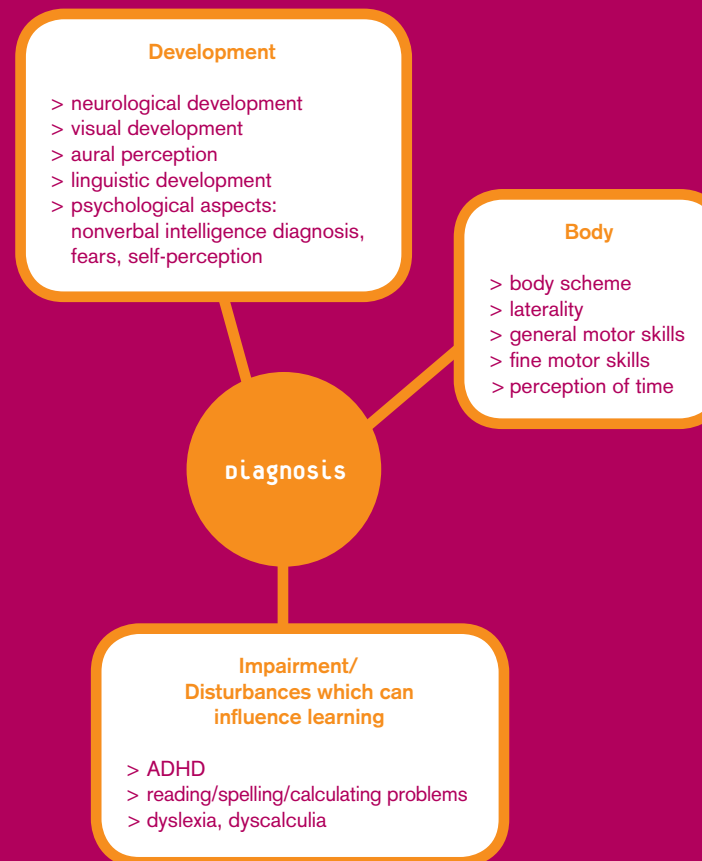 Development
> neurological development
> visual development
> aural perception
> linguistic development
> psychological aspects:
nonverbal intelligence diagnosis,
fears, self-perception
Body
> body scheme
> laterality
> general motor skills
> fine motor skills
> perception of time
Diagnosis
Impairment/
Disturbances which can
influence learning
> ADHD
> reading/spelling/calculating problems
> dyslexia, dyscalculia